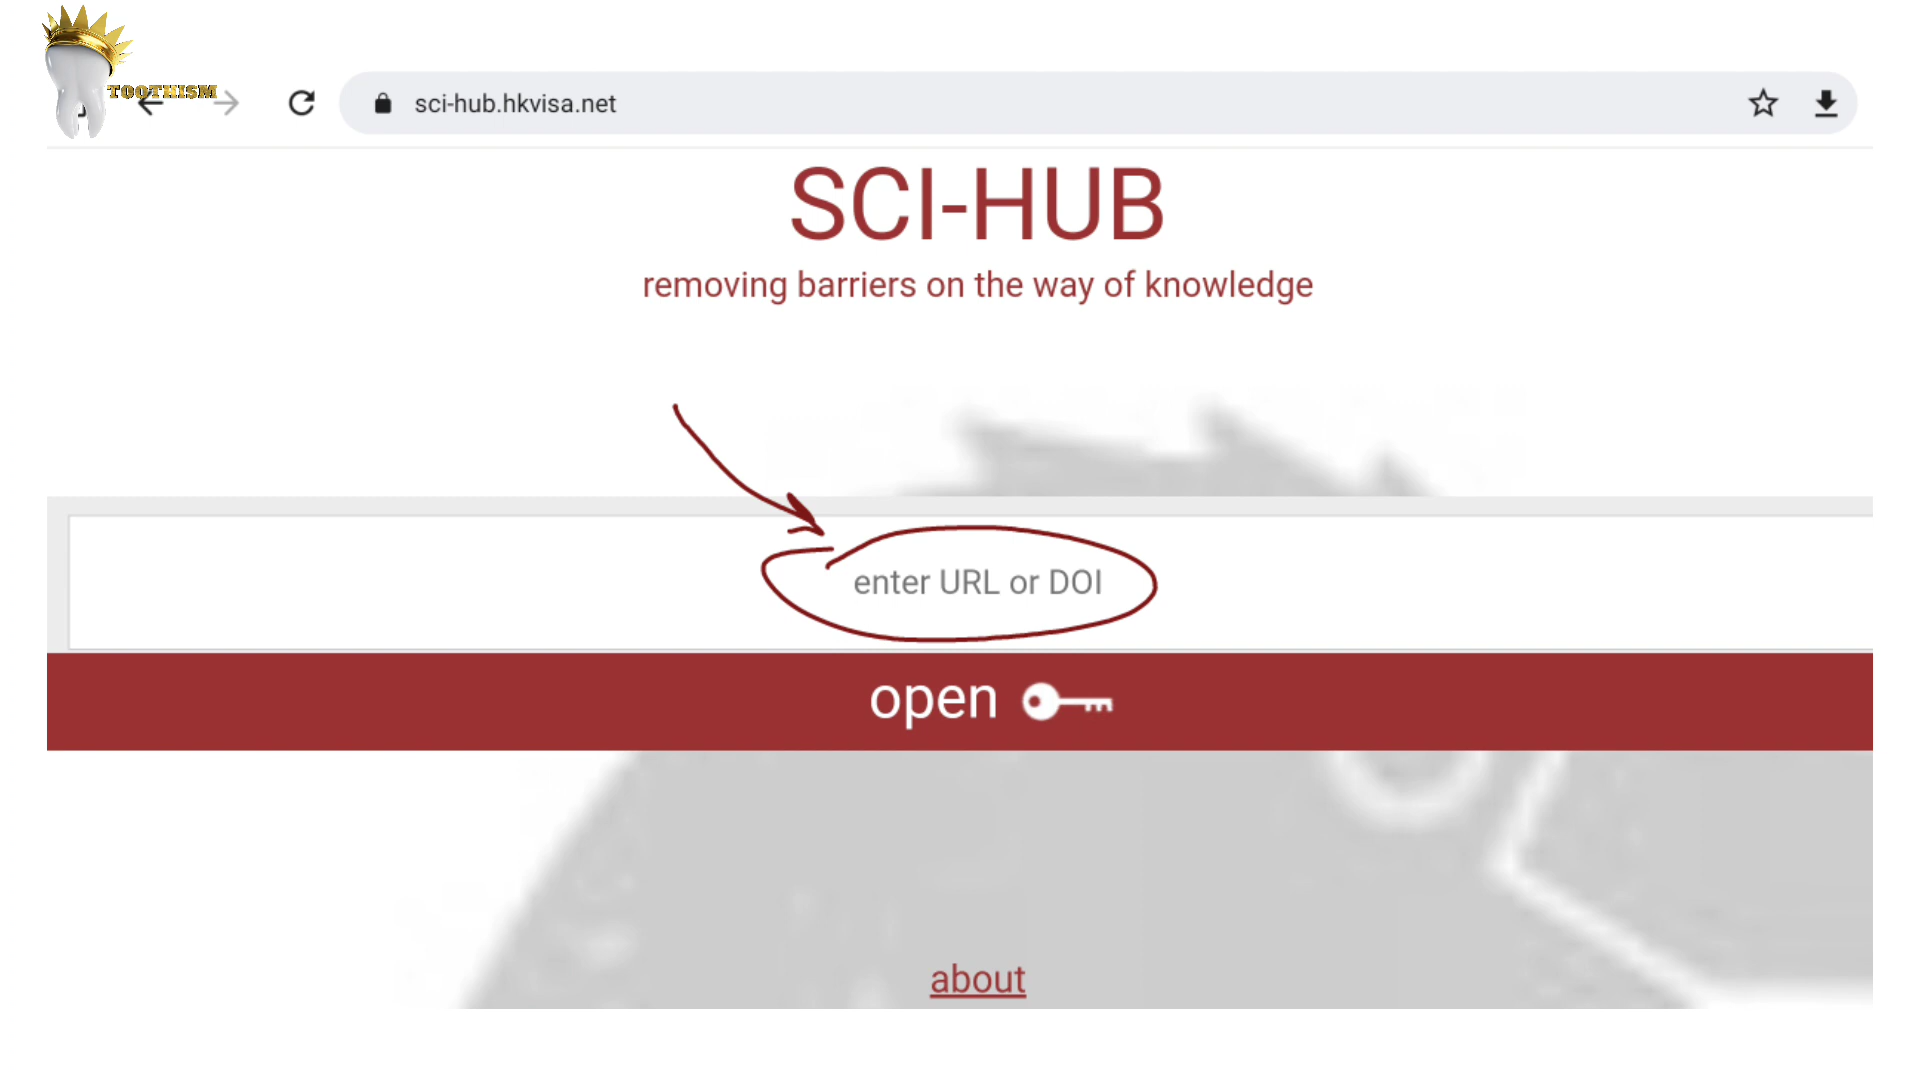 TOOTHISM
sci-hub.hkvisa.net
SCI-HUB
removing barriers on the way of knowledge
enter URL or DOI
open
about